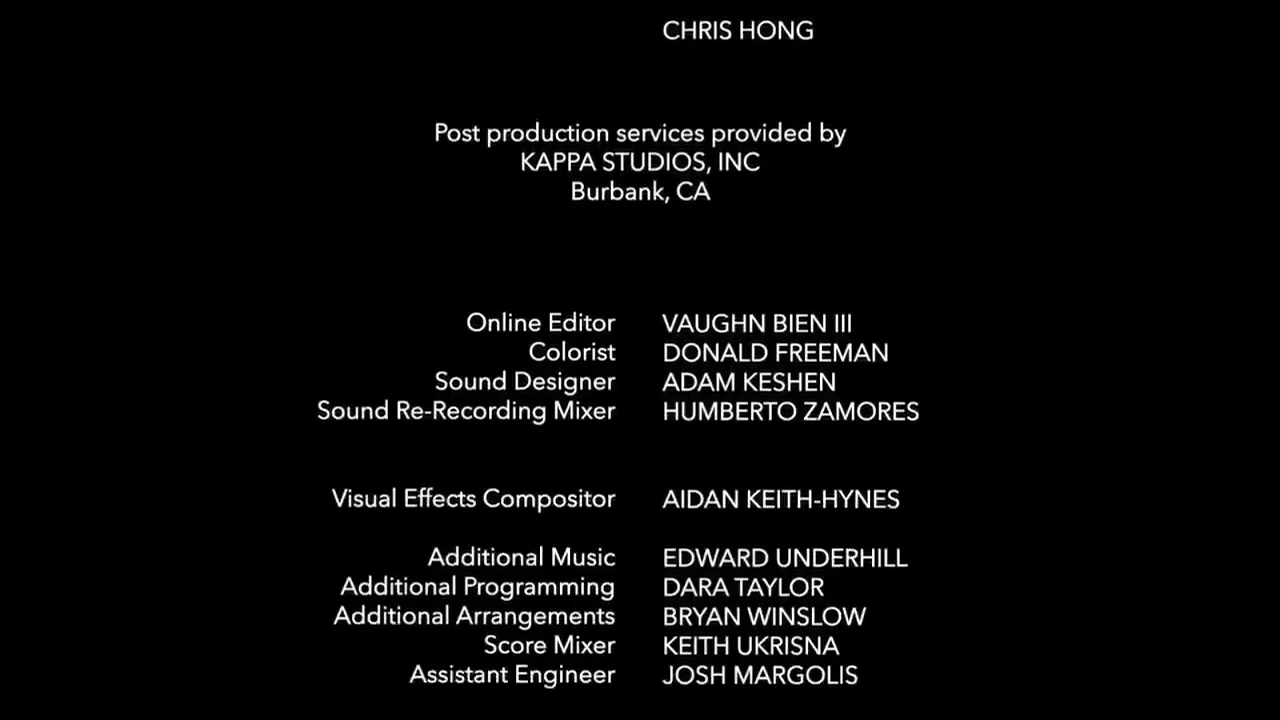 CHRIS HONG
Post production services provided by
KAPPA STUDIOS, INC
Burbank, CA
Online Editor VAUGHN BIEN III
Colorist DONALD FREEMAN
Sound Designer ADAM KESHEN
Sound Re-Recording Mixer HUMBERTO ZAMORES
Visual Effects Compositor AIDAN KEITH-HYNES
Additional Music EDWARD UNDERHILL
Additional Programming DARA TAYLOR
Additional Arrangements BRYAN WINSLOW
Score Mixer KEITH UKRISNA
Assistant Engineer JOSH MARGOLIS